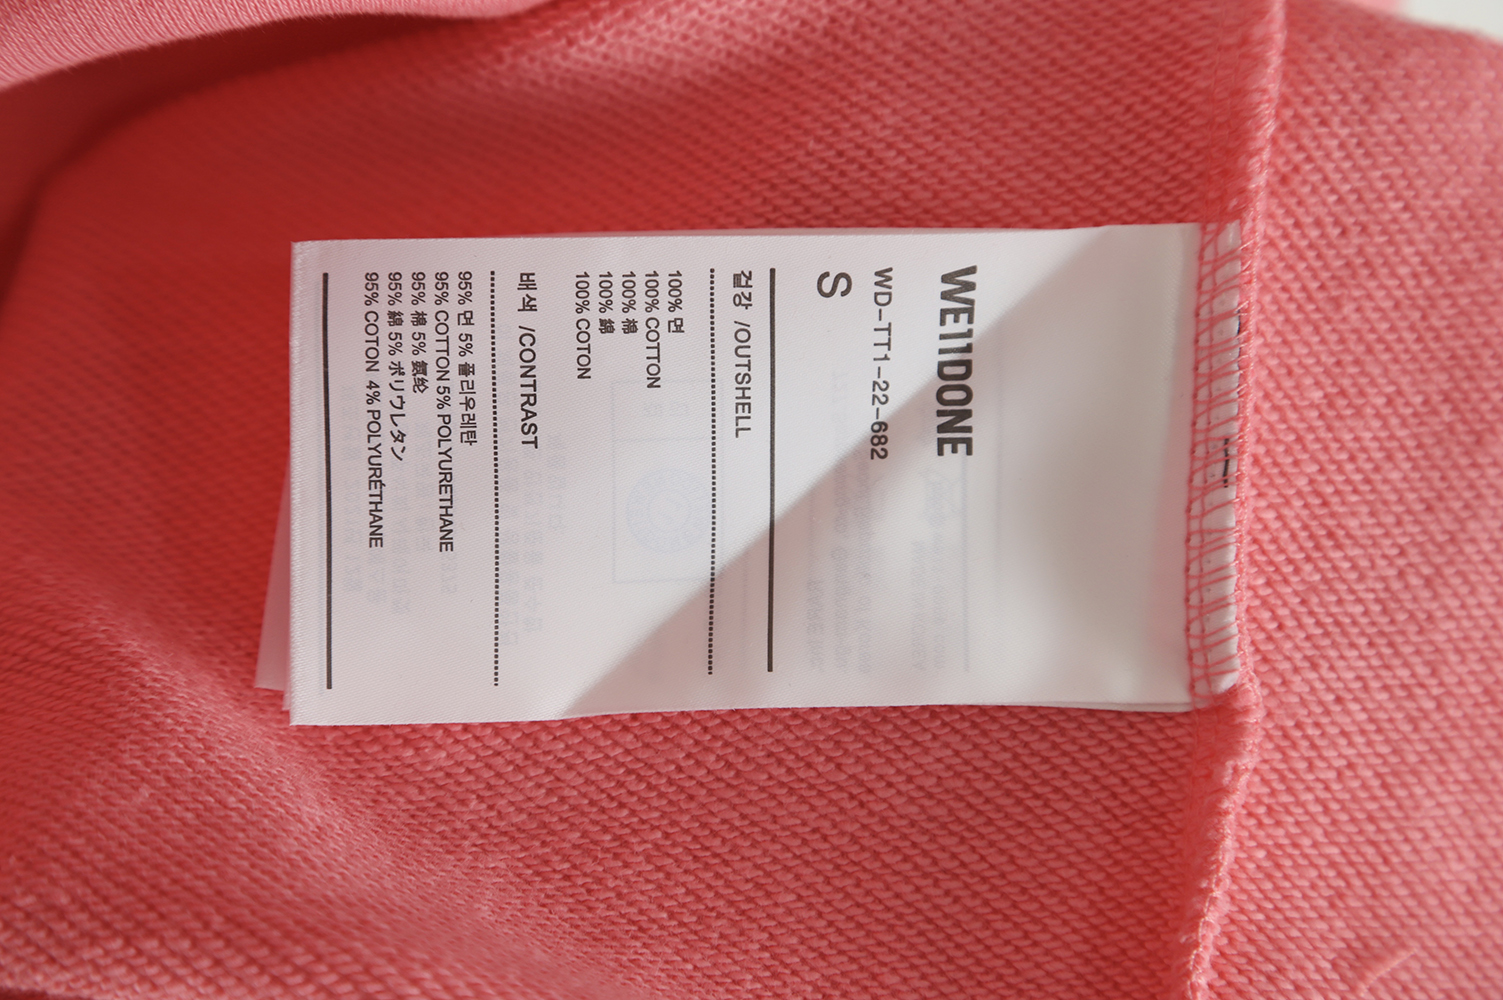 WE11DONE
WD-TT1-22-682
S
겉감 /OUTSHELL
100% 면
100% COTTON
100% 棉
100% 綿
100% COTON
배색 /CONTRAST
95% 면 5% 폴리우레탄
95% COTTON 5% POLYURETHANE
95% 棉 5% 氨纶
95% 綿 5% ポリウレタン
95% COTON 4% POLYURÉTHANE